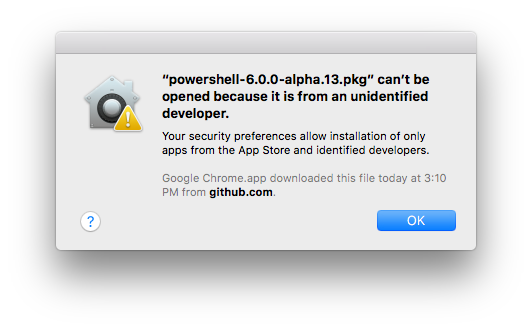 “powershell-6.0.0-alpha.13.pkg” can’t be
opened because it is from an unidentified
developer.
Your security preferences allow installation of only
apps from the App Store and identified developers.
Google Chrome.app downloaded this file today at 3:10
PM from github.com.
?
OK